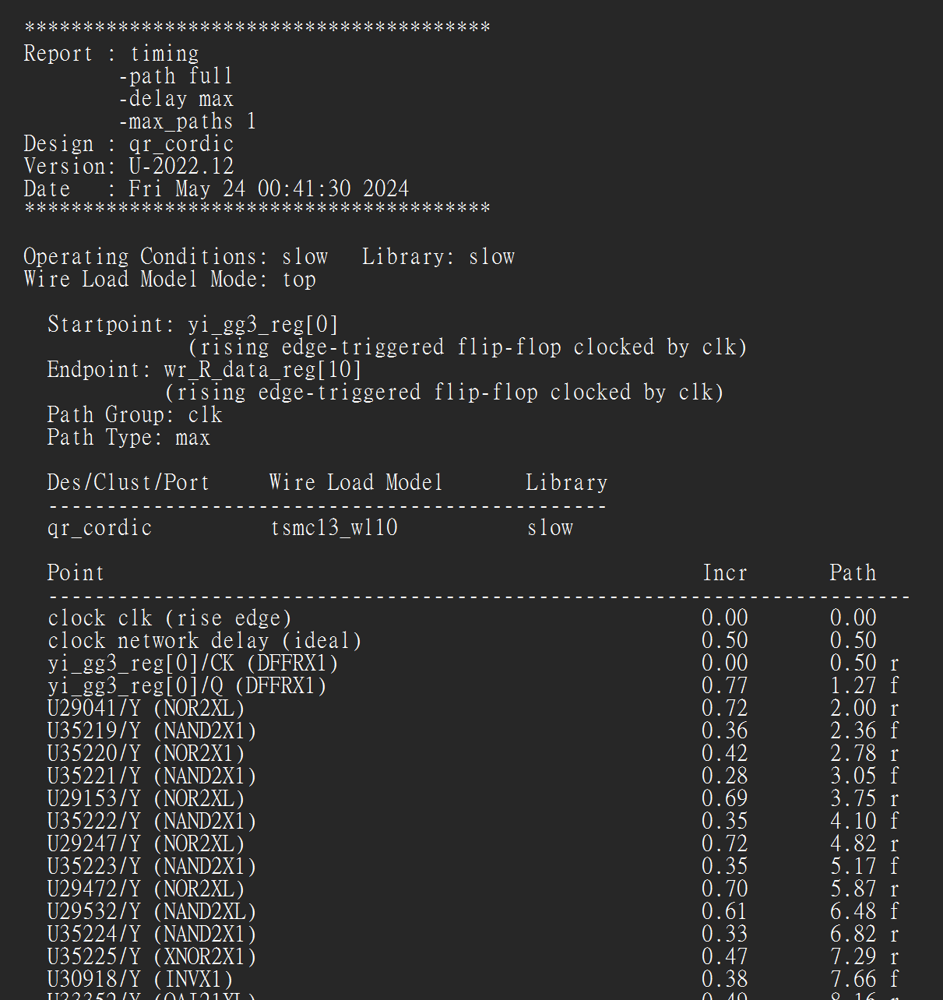 ****************************************
Report : timing
        -path full
        -delay max
        -max_paths 1
Design : qr_cordic
Version: U-2022.12
Date   : Fri May 24 00:41:30 2024
****************************************

Operating Conditions: slow   Library: slow
Wire Load Model Mode: top

  Startpoint: yi_gg3_reg[0]
              (rising edge-triggered flip-flop clocked by clk)
  Endpoint: wr_R_data_reg[10]
            (rising edge-triggered flip-flop clocked by clk)
  Path Group: clk
  Path Type: max

  Des/Clust/Port     Wire Load Model       Library
  ------------------------------------------------
  qr_cordic          tsmc13_wl10           slow

  Point                                                   Incr       Path
  --------------------------------------------------------------------------
  clock clk (rise edge)                                   0.00       0.00
  clock network delay (ideal)                             0.50       0.50
  yi_gg3_reg[0]/CK (DFFRX1)                               0.00       0.50 r
  yi_gg3_reg[0]/Q (DFFRX1)                                0.77       1.27 f
  U29041/Y (NOR2XL)                                       0.72       2.00 r
  U35219/Y (NAND2X1)                                      0.36       2.36 f
  U35220/Y (NOR2X1)                                       0.42       2.78 r
  U35221/Y (NAND2X1)                                      0.28       3.05 f
  U29153/Y (NOR2XL)                                       0.69       3.75 r
  U35222/Y (NAND2X1)                                      0.35       4.10 f
  U29247/Y (NOR2XL)                                       0.72       4.82 r
  U35223/Y (NAND2X1)                                      0.35       5.17 f
  U29472/Y (NOR2XL)                                       0.70       5.87 r
  U29532/Y (NAND2XL)                                      0.61       6.48 f
  U35224/Y (NAND2X1)                                      0.33       6.82 r
  U35225/Y (XNOR2X1)                                      0.47       7.29 r
  U30918/Y (INVX1)                                        0.38       7.66 f